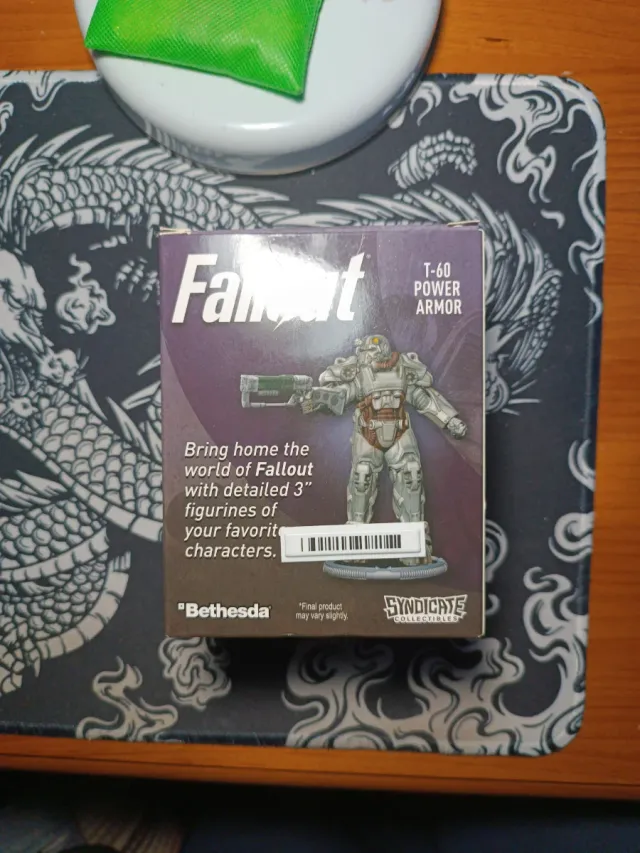 Fallout
T-60
POWER
ARMOR
Bring home the
world of Fallout
with detailed 3”
figurines of
your favorite
characters.
Bethesda
*Final product
may vary slightly.
SYNDICATE
COLLECTIBLES